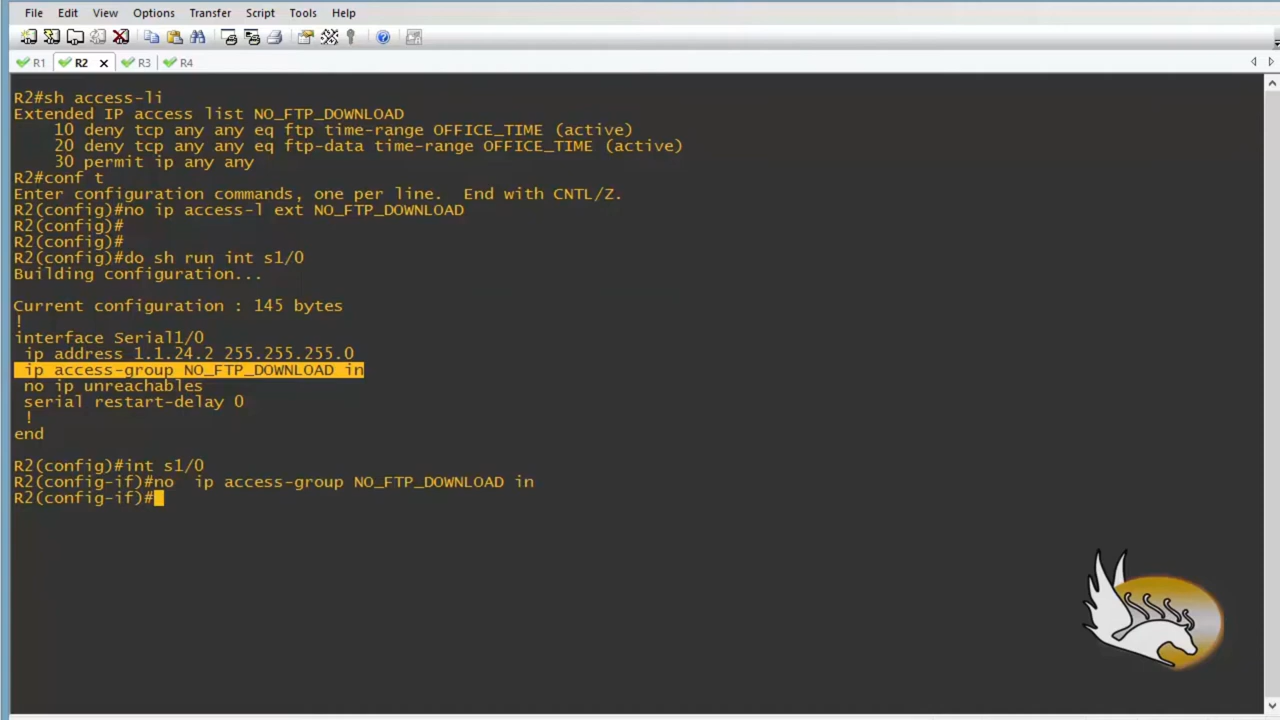 File Edit View Options Transfer Script Tools Help
R1 R2 R3 R4
R2#sh access-li
Extended IP access list NO_FTP_DOWNLOAD
    10 deny tcp any any eq ftp time-range OFFICE_TIME (active)
    20 deny tcp any any eq ftp-data time-range OFFICE_TIME (active)
    30 permit ip any any
R2#conf t
Enter configuration commands, one per line.  End with CNTL/Z.
R2(config)#no ip access-l ext NO_FTP_DOWNLOAD
R2(config)#
R2(config)#
R2(config)#do sh run int s1/0
Building configuration...
Current configuration : 145 bytes
!
interface Serial1/0
 ip address 1.1.24.2 255.255.255.0
 ip access-group NO_FTP_DOWNLOAD in
 no ip unreachables
 serial restart-delay 0
 !
end
R2(config)#int s1/0
R2(config-if)#no  ip access-group NO_FTP_DOWNLOAD in
R2(config-if)#